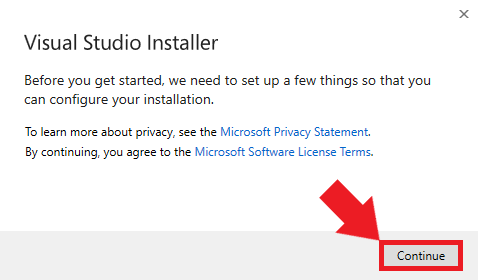 Visual Studio Installer
Before you get started, we need to set up a few things so that you
can configure your installation.
To learn more about privacy, see the Microsoft Privacy Statement.
By continuing, you agree to the Microsoft Software License Terms.
Continue